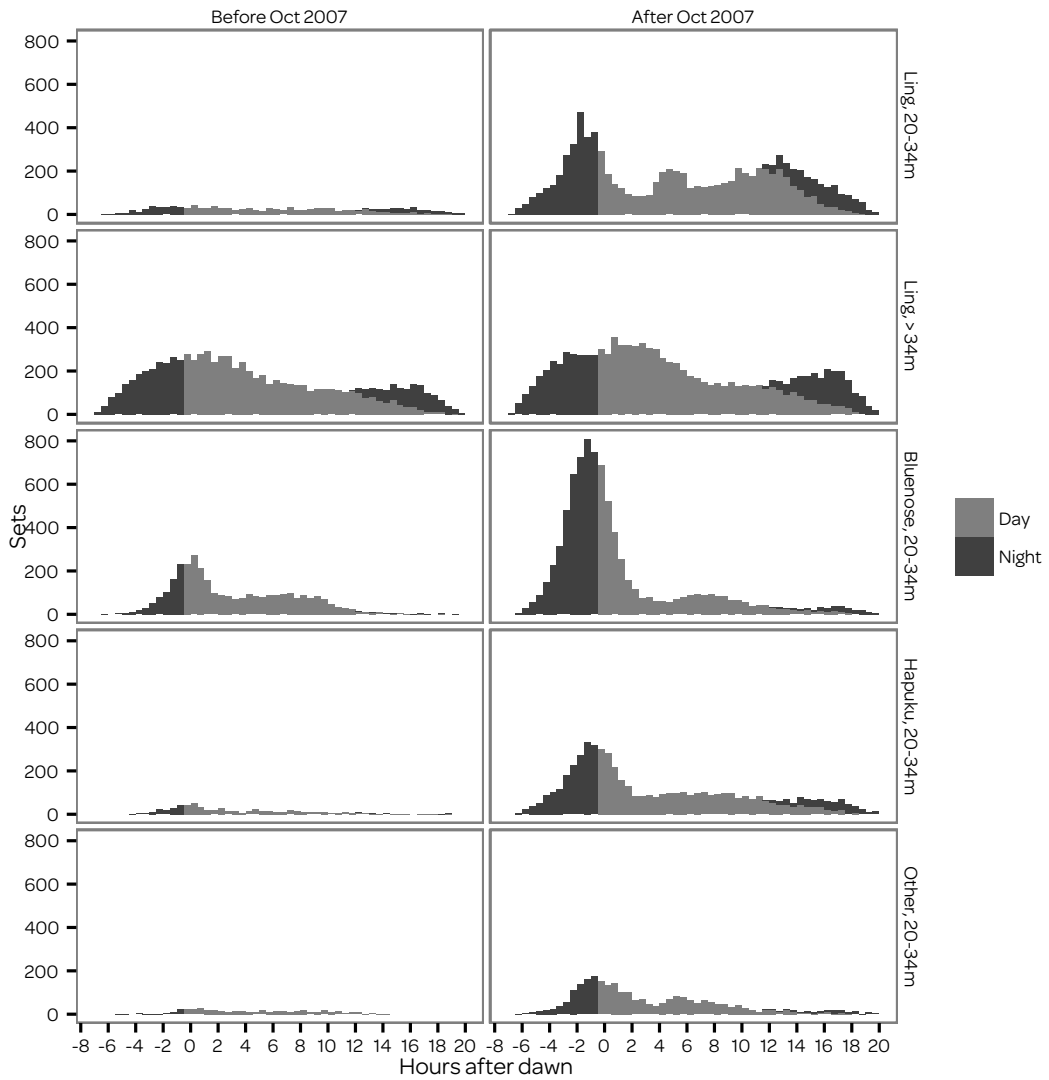 Before Oct 2007
After Oct 2007
800
600
400
200
0
Ling, 20-34m
800
600
400
200
0
Ling, > 34m
800
600
400
200
0
Bluenose, 20-34m
800
600
400
200
0
Hapuku, 20-34m
800
600
400
200
0
Other, 20-34m
Sets
Day
Night
-8 -6 -4 -2 0 2 4 6 8 10 12 14 16 18 20
-8 -6 -4 -2 0 2 4 6 8 10 12 14 16 18 20
Hours after dawn